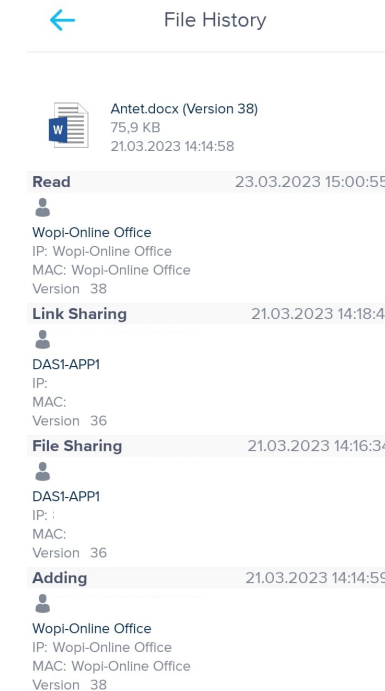 File History
Antet.docx (Version 38)
75,9 KB
21.03.2023 14:14:58
Read 23.03.2023 15:00:55
Wopi-Online Office
IP: Wopi-Online Office
MAC: Wopi-Online Office
Version 38
Link Sharing 21.03.2023 14:18:4
DAS1-APP1
IP:
MAC:
Version 36
File Sharing 21.03.2023 14:16:34
DAS1-APP1
IP:
MAC:
Version 36
Adding 21.03.2023 14:14:59
Wopi-Online Office
IP: Wopi-Online Office
MAC: Wopi-Online Office
Version 38